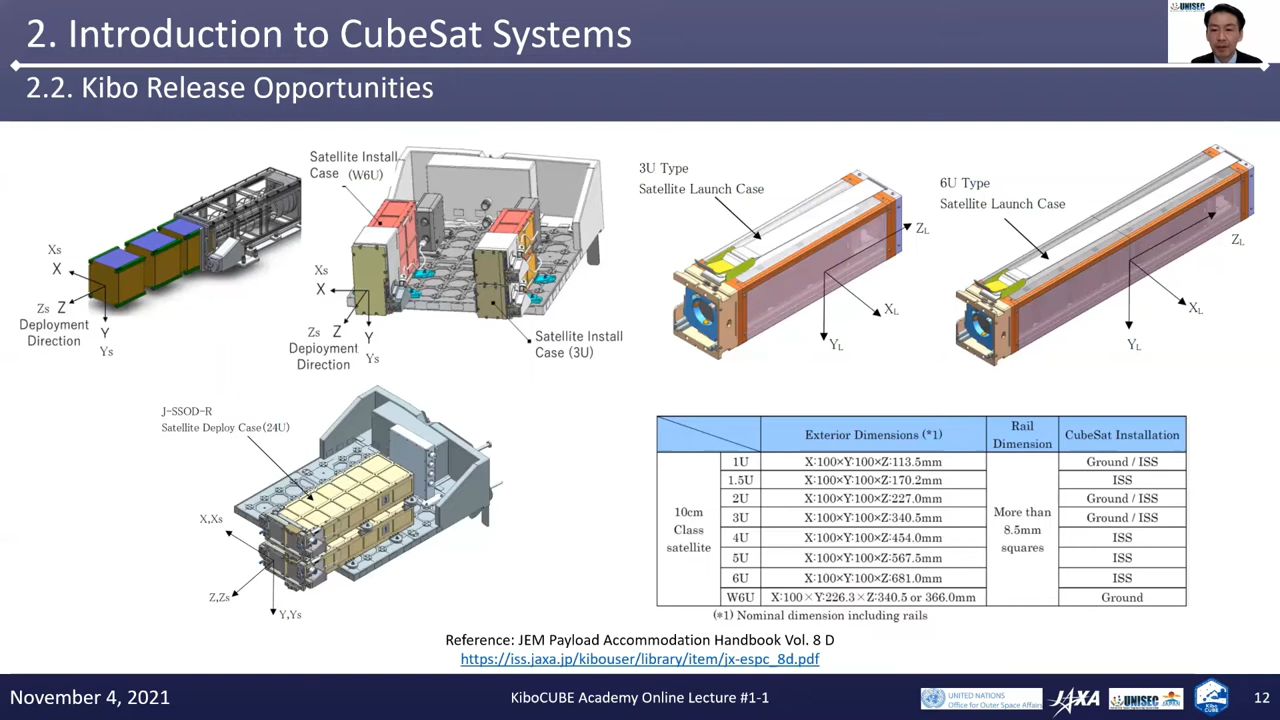 2. Introduction to CubeSat Systems
UNISEC
2.2. Kibo Release Opportunities
Xs
X
Zs Z
Deployment
Direction
Y
Ys
Satellite Install
Case (W6U)
Xs
X
Zs Z
Deployment
Direction
Y
Ys
Satellite Install
Case (3U)
3U Type
Satellite Launch Case
ZL
XL
YL
6U Type
Satellite Launch Case
ZL
XL
YL
J-SSOD-R
Satellite Deploy Case(24U)
X,Xs
Z,Zs
Y,Ys
Exterior Dimensions (*1)
Rail
Dimension
CubeSat Installation
10cm
Class
satellite
1U X:100×Y:100×Z:113.5mm Ground / ISS
1.5U X:100×Y:100×Z:170.2mm ISS
2U X:100×Y:100×Z:227.0mm Ground / ISS
3U X:100×Y:100×Z:340.5mm Ground / ISS
4U X:100×Y:100×Z:454.0mm ISS
5U X:100×Y:100×Z:567.5mm ISS
6U X:100×Y:100×Z:681.0mm ISS
W6U X:100×Y:226.3×Z:340.5 or 366.0mm Ground
More than
8.5mm
squares
(*1) Nominal dimension including rails
Reference: JEM Payload Accommodation Handbook Vol. 8 D
https://iss.jaxa.jp/kibouser/library/item/jx-espc_8d.pdf
November 4, 2021
KiboCUBE Academy Online Lecture #1-1
UNITED NATIONS
Office for Outer Space Affairs
JAXA
UNISEC
JAPAN
Kibo
CUBE
12